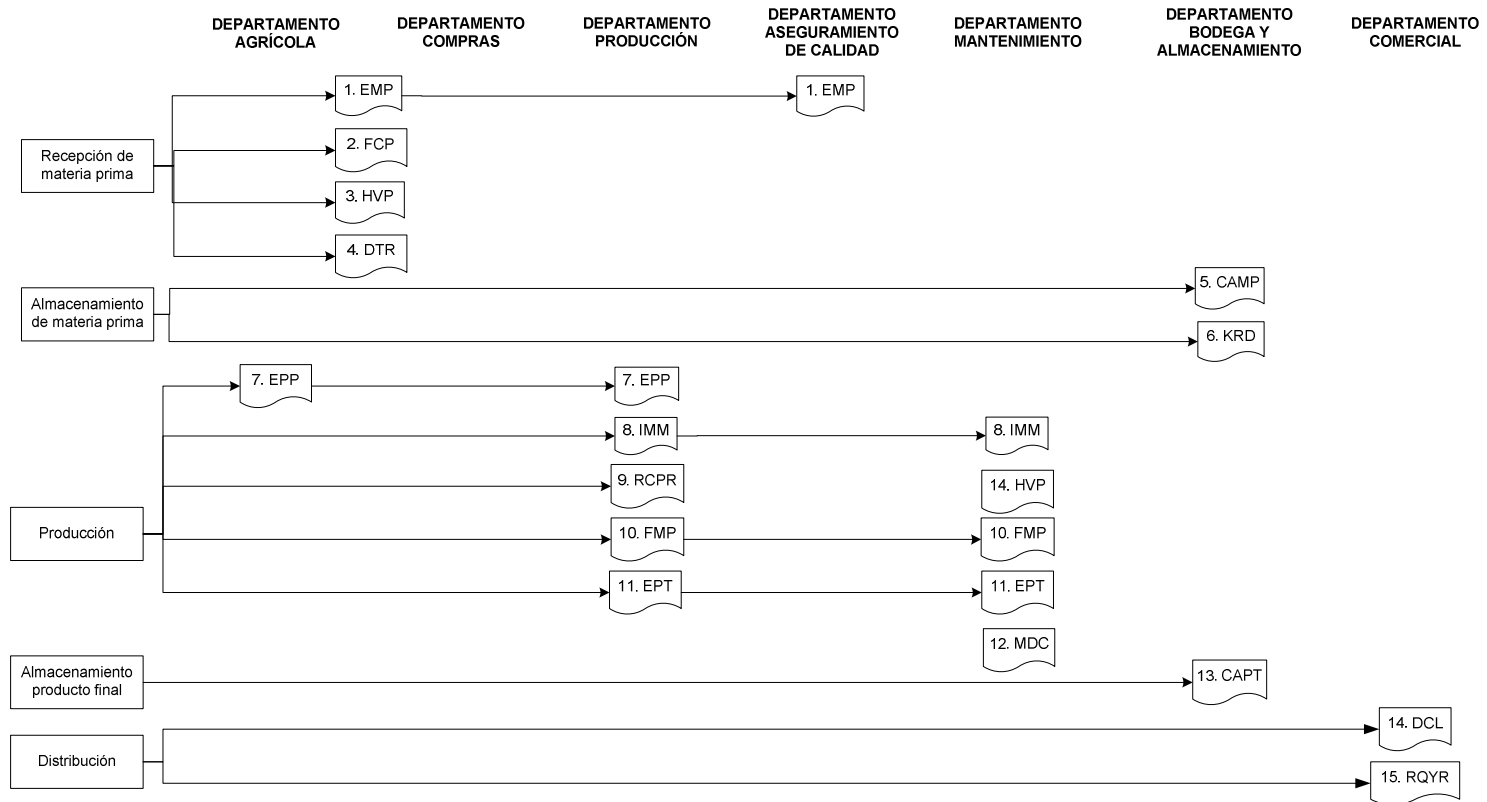 DEPARTAMENTO
AGRÍCOLA
DEPARTAMENTO
COMPRAS
DEPARTAMENTO
PRODUCCIÓN
DEPARTAMENTO
ASEGURAMIENTO
DE CALIDAD
DEPARTAMENTO
MANTENIMIENTO
DEPARTAMENTO
BODEGA Y
ALMACENAMIENTO
DEPARTAMENTO
COMERCIAL
Recepción de
materia prima
1. EMP
1. EMP
2. FCP
3. HVP
4. DTR
Almacenamiento
de materia prima
5. CAMP
6. KRD
Producción
7. EPP
7. EPP
8. IMM
8. IMM
9. RCPR
14. HVP
10. FMP
10. FMP
11. EPT
11. EPT
12. MDC
Almacenamiento
producto final
13. CAPT
Distribución
14. DCL
15. RQYR